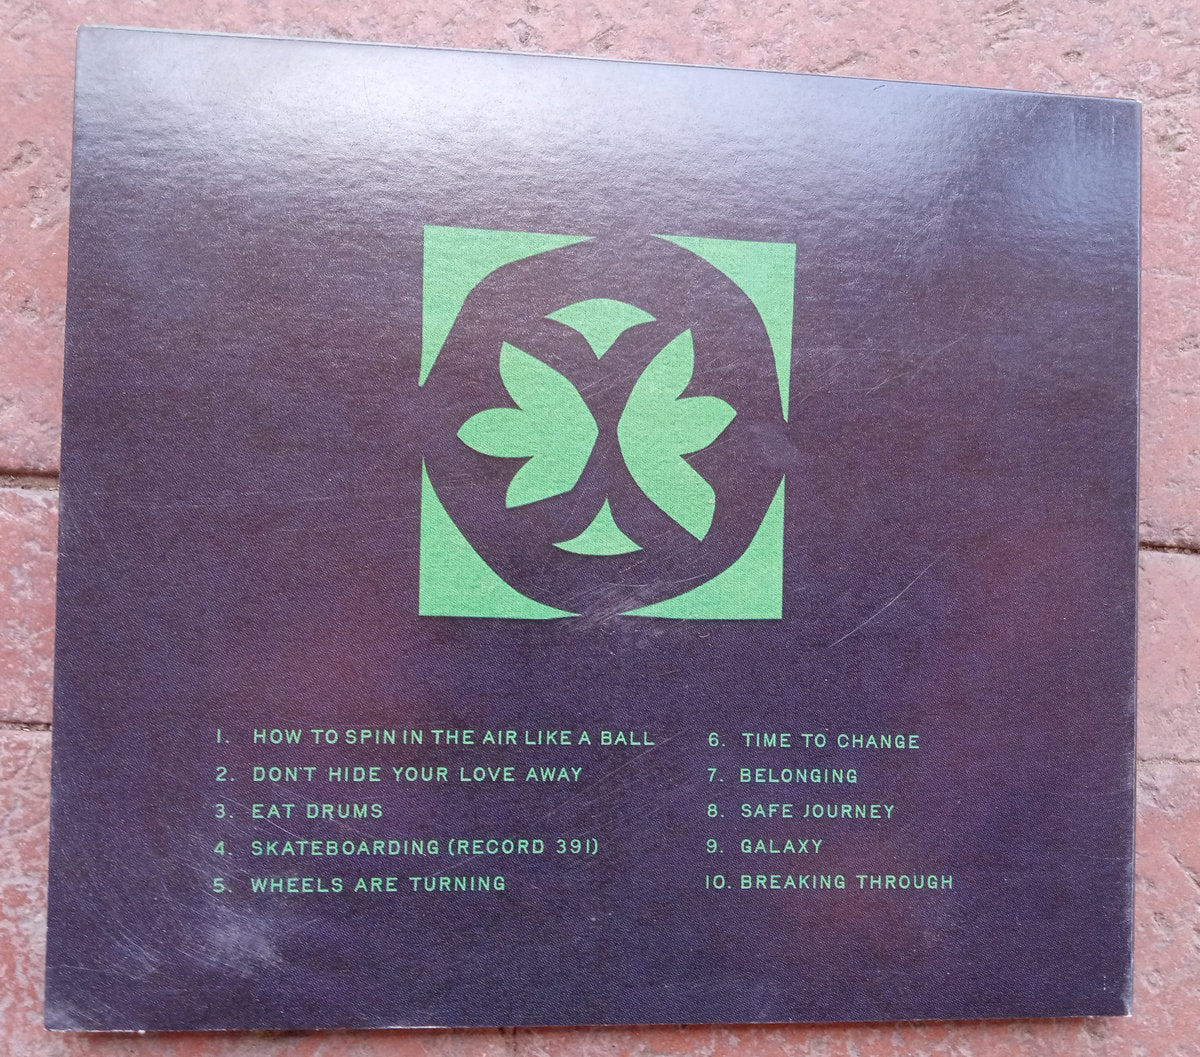 1. HOW TO SPIN IN THE AIR LIKE A BALL
2. DON'T HIDE YOUR LOVE AWAY
3. EAT DRUMS
4. SKATEBOARDING (RECORD 391)
5. WHEELS ARE TURNING
6. TIME TO CHANGE
7. BELONGING
8. SAFE JOURNEY
9. GALAXY
10. BREAKING THROUGH